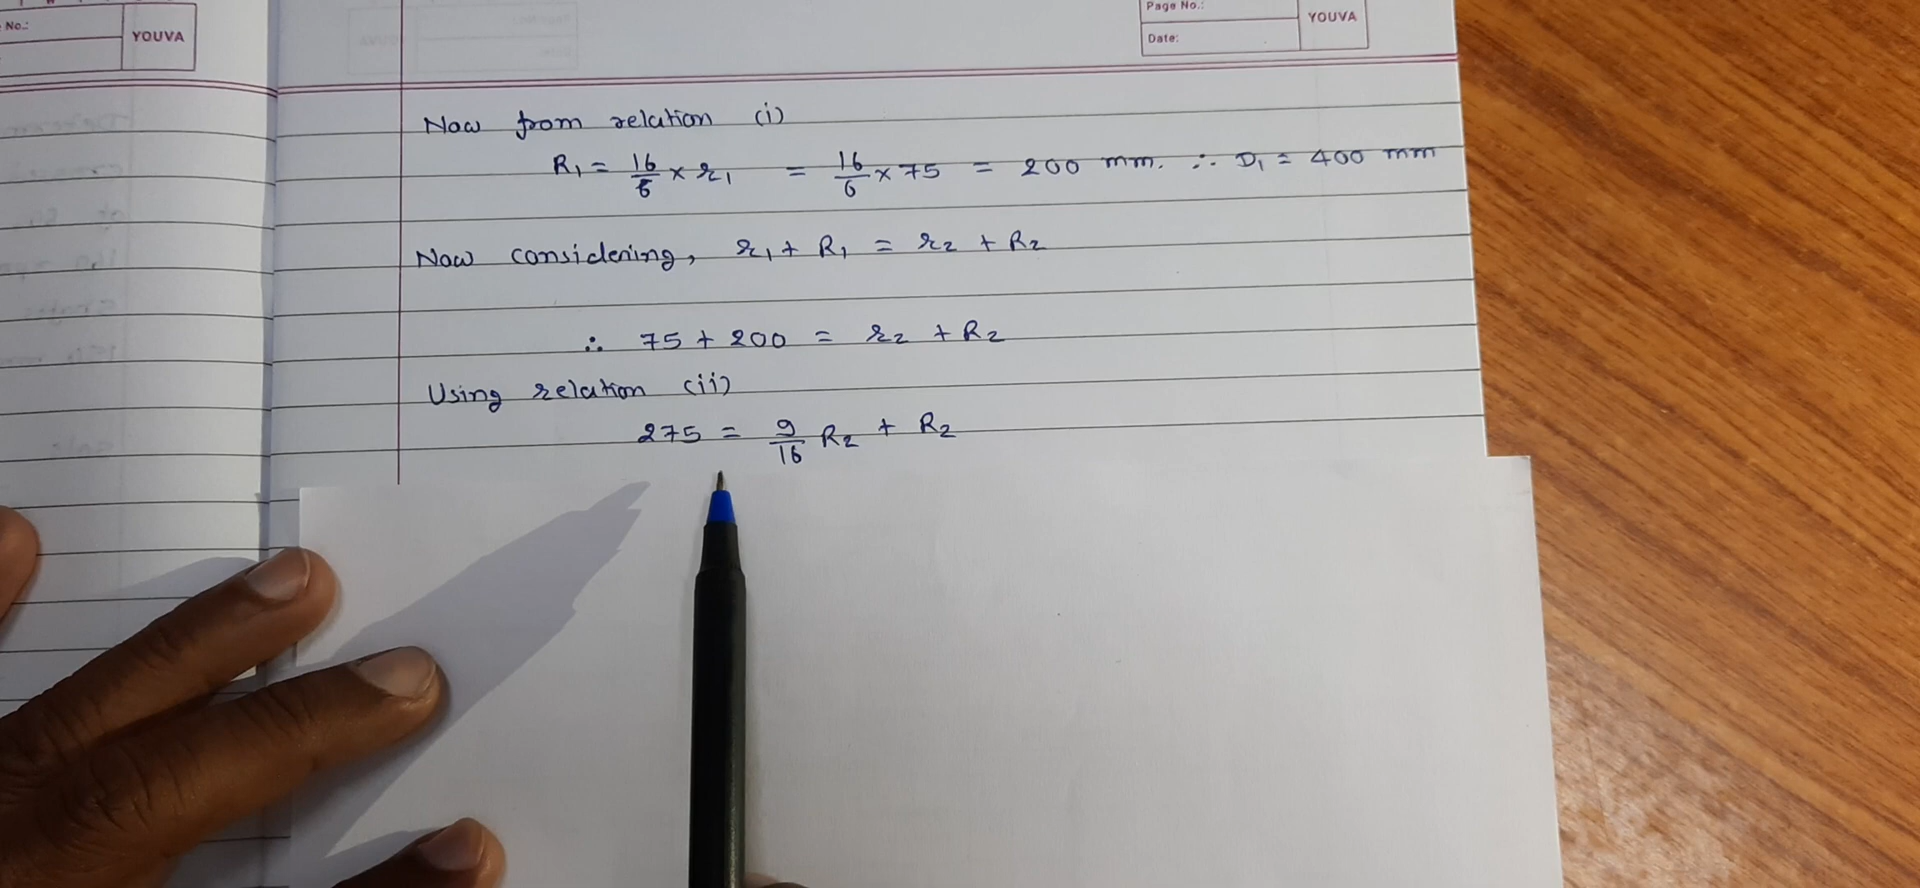 No.:
YOUVA
Page No.:
Date:
YOUVA
Now from relation (i)
R₁ = 16/6 × r₁ = 16/6 × 75 = 200 mm. ∴ D₁ = 400 mm
Now considering, r₁ + R₁ = r₂ + R₂
∴ 75 + 200 = r₂ + R₂
Using relation (ii)
275 = 9/16 R₂ + R₂